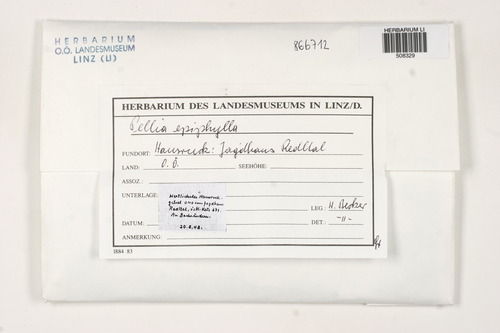 HERBARIUM
O.Ö. LANDESMUSEUM
LINZ (LI)
866712
HERBARIUM LI
508329
HERBARIUM DES LANDESMUSEUMS IN LINZ/D.
Pellia epiphylla
FUNDORT: Hausruck: Jagdhaus Redltal
LAND: O.Ö. SEEHÖHE:
ASSOZ.:
UNTERLAGE:
LEG.: H. Becker
DATUM: DET.: -"-
ANMERKUNG:
20.8.48.
1884 83